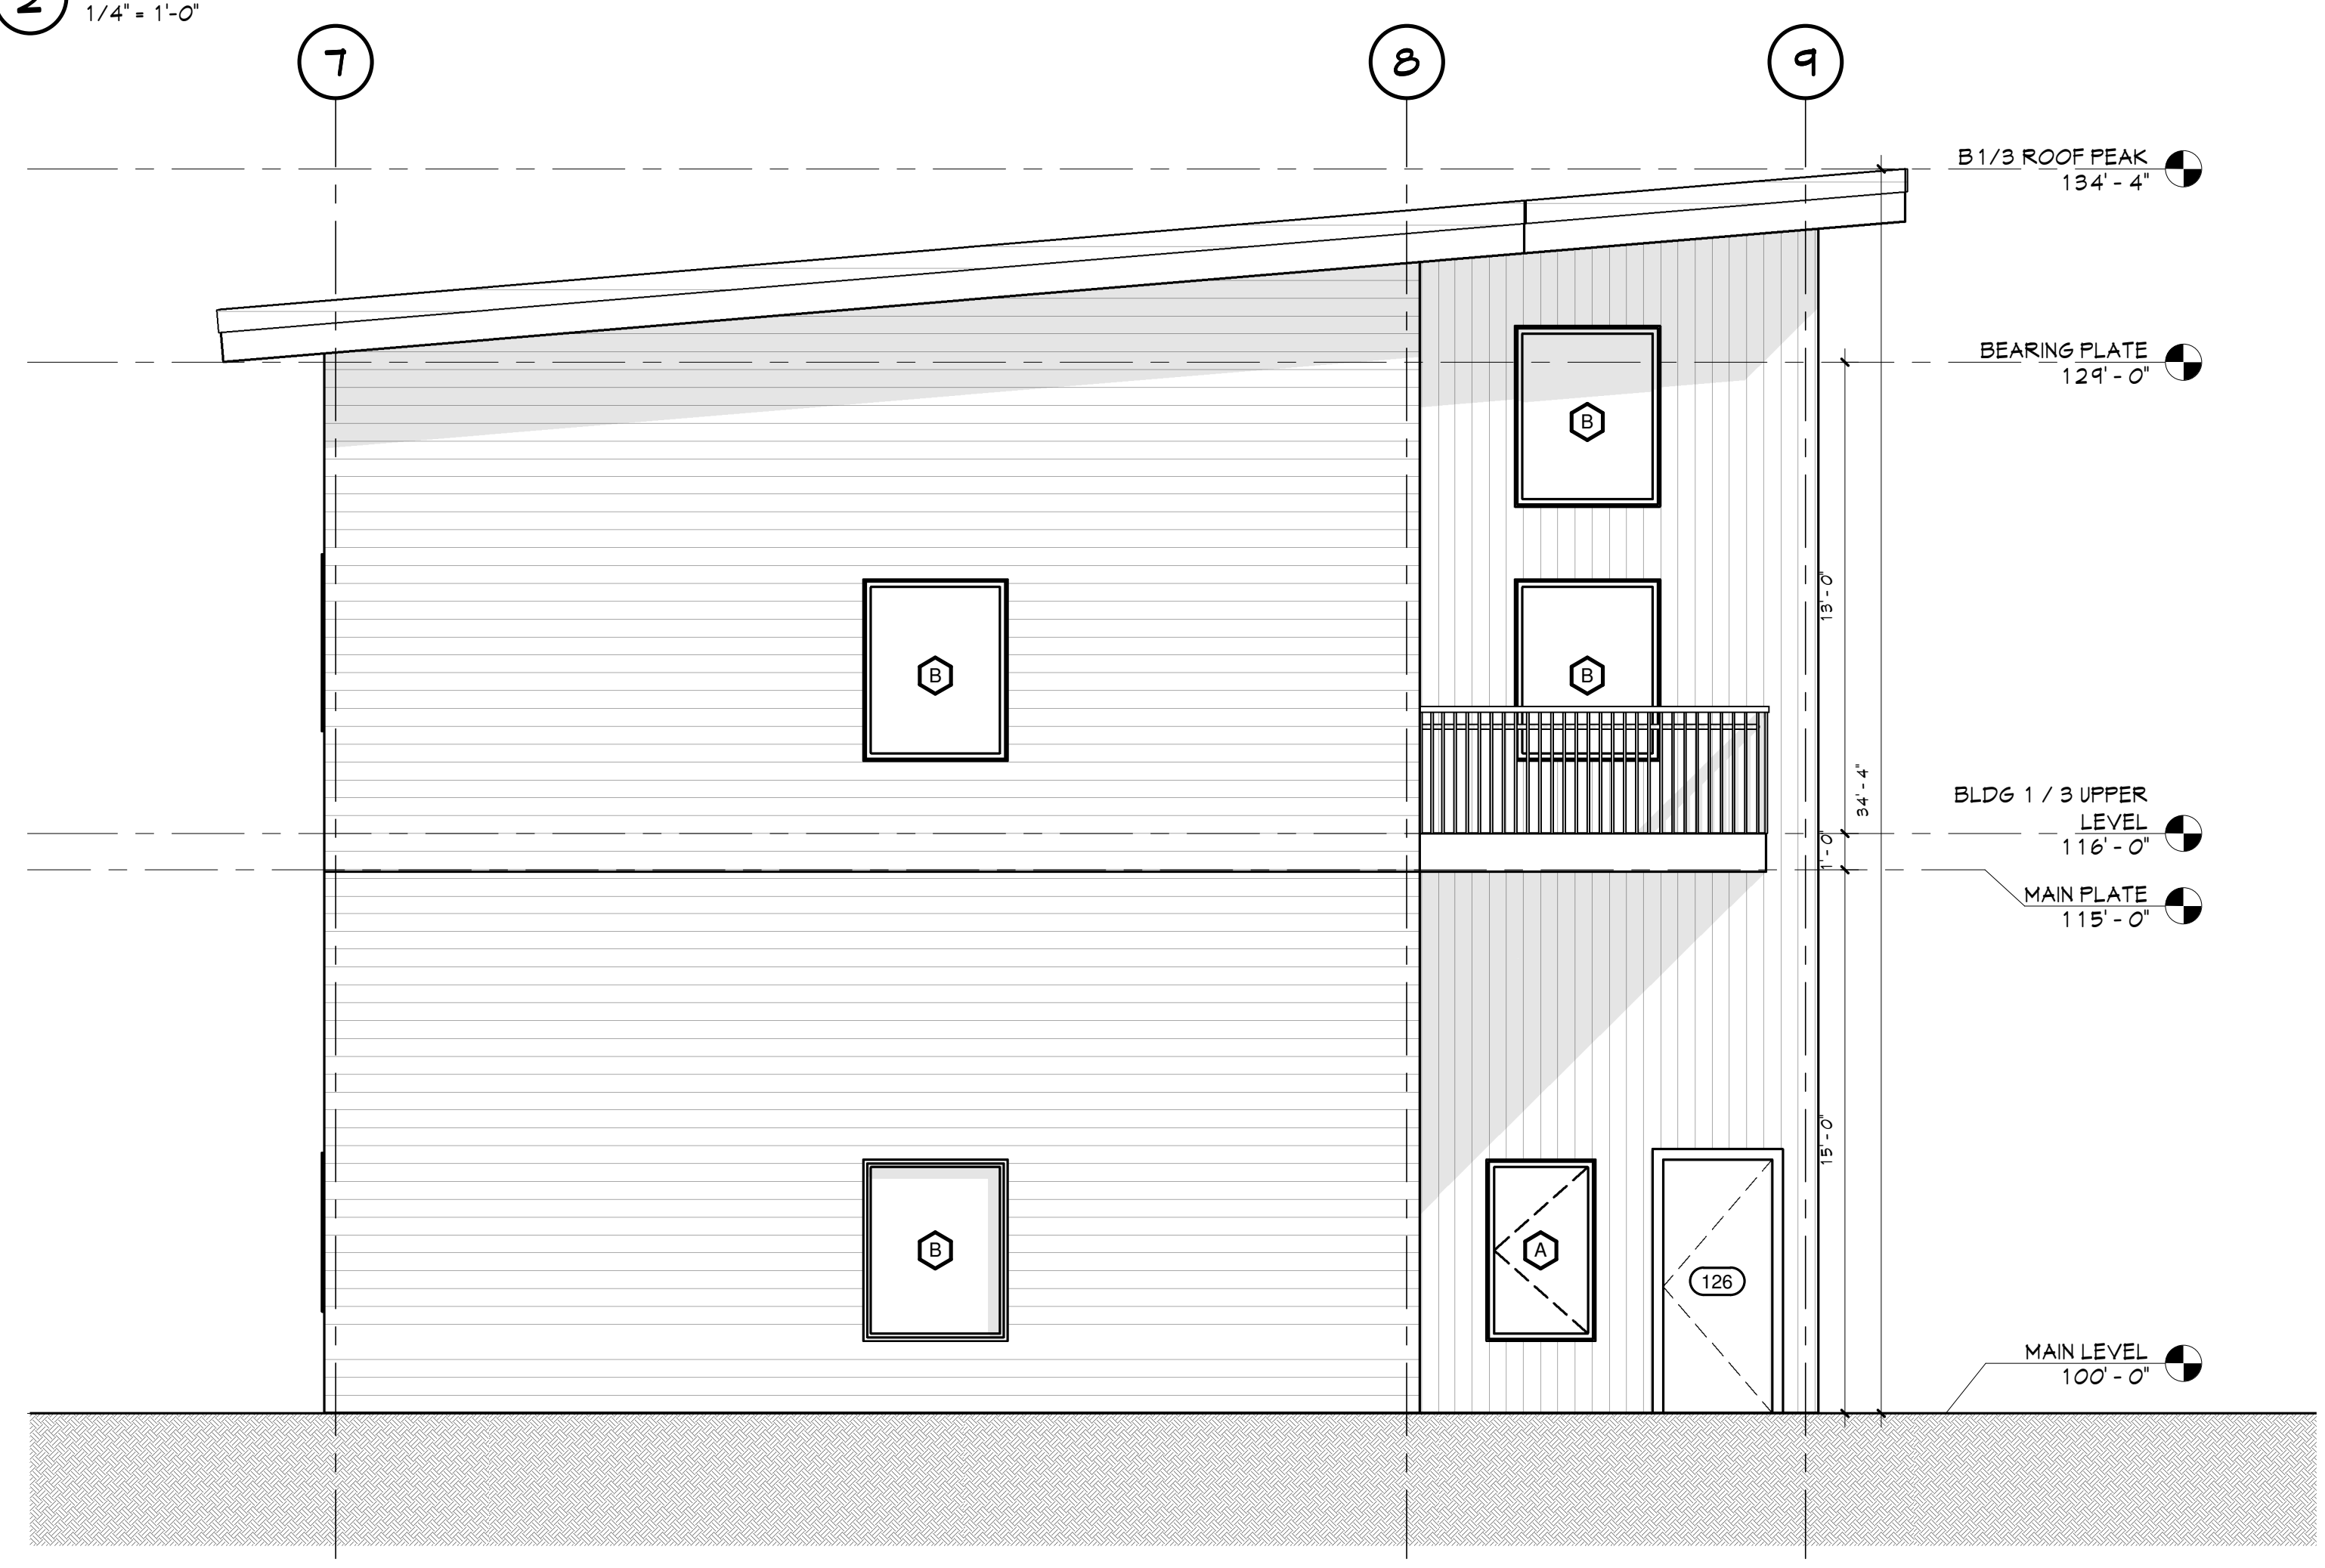 2
1/4" = 1'-0"
7
8
9
B1/3 ROOF PEAK
134' - 4"
BEARING PLATE
129' - 0"
B
B
B
13' - 0"
34' - 4"
BLDG 1 / 3 UPPER
LEVEL
116' - 0"
1' - 0"
MAIN PLATE
115' - 0"
15' - 0"
B
A
126
MAIN LEVEL
100' - 0"